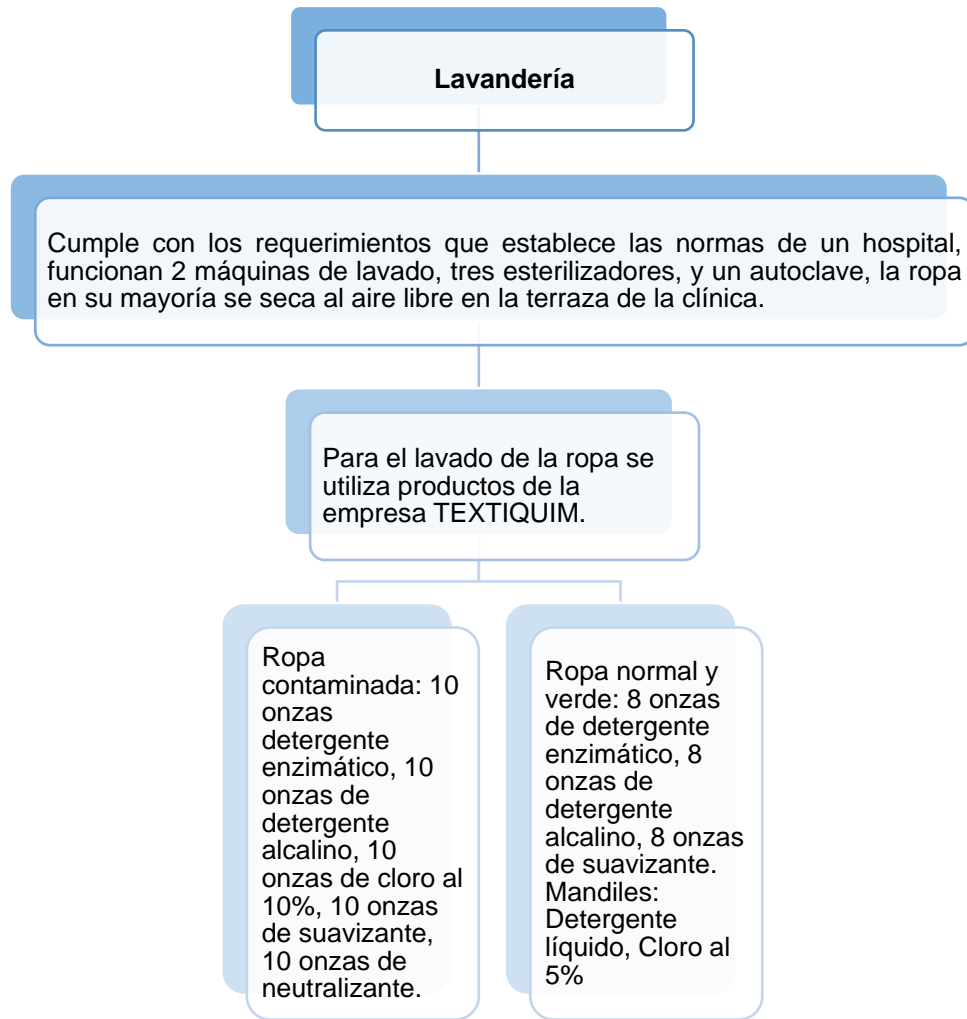 Lavandería
Cumple con los requerimientos que establece las normas de un hospital,
funcionan 2 máquinas de lavado, tres esterilizadores, y un autoclave, la ropa
en su mayoría se seca al aire libre en la terraza de la clínica.
Para el lavado de la ropa se
utiliza productos de la
empresa TEXTIQUIM.
Ropa
contaminada: 10
onzas
detergente
enzimático, 10
onzas de
detergente
alcalino, 10
onzas de cloro al
10%, 10 onzas
de suavizante,
10 onzas de
neutralizante.
Ropa normal y
verde: 8 onzas
de detergente
enzimático, 8
onzas de
detergente
alcalino, 8 onzas
de suavizante.
Mandiles:
Detergente
líquido, Cloro al
5%